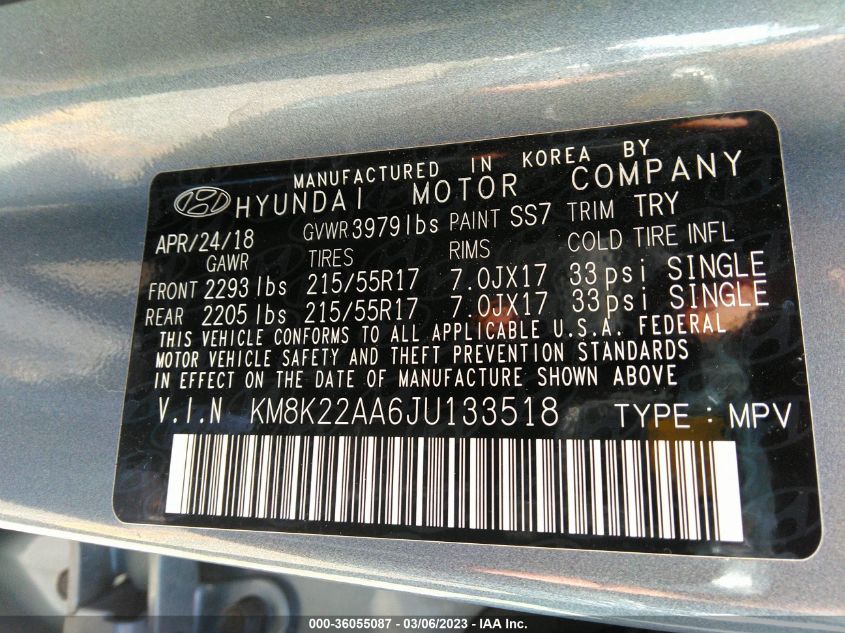 MANUFACTURED IN KOREA BY
HYUNDAI MOTOR COMPANY
APR/24/18 GVWR 3979lbs PAINT SS7 TRIM TRY
GAWR TIRES RIMS COLD TIRE INFL
FRONT 2293 lbs 215/55R17 7.0JX17 33psi SINGLE
REAR 2205 lbs 215/55R17 7.0JX17 33psi SINGLE
THIS VEHICLE CONFORMS TO ALL APPLICABLE U.S.A. FEDERAL
MOTOR VEHICLE SAFETY AND THEFT PREVENTION STANDARDS
IN EFFECT ON THE DATE OF MANUFACTURE SHOWN ABOVE
V.I.N KM8K22AA6JU133518 TYPE : MPV
000-36055087 - 03/06/2023 - IAA Inc.